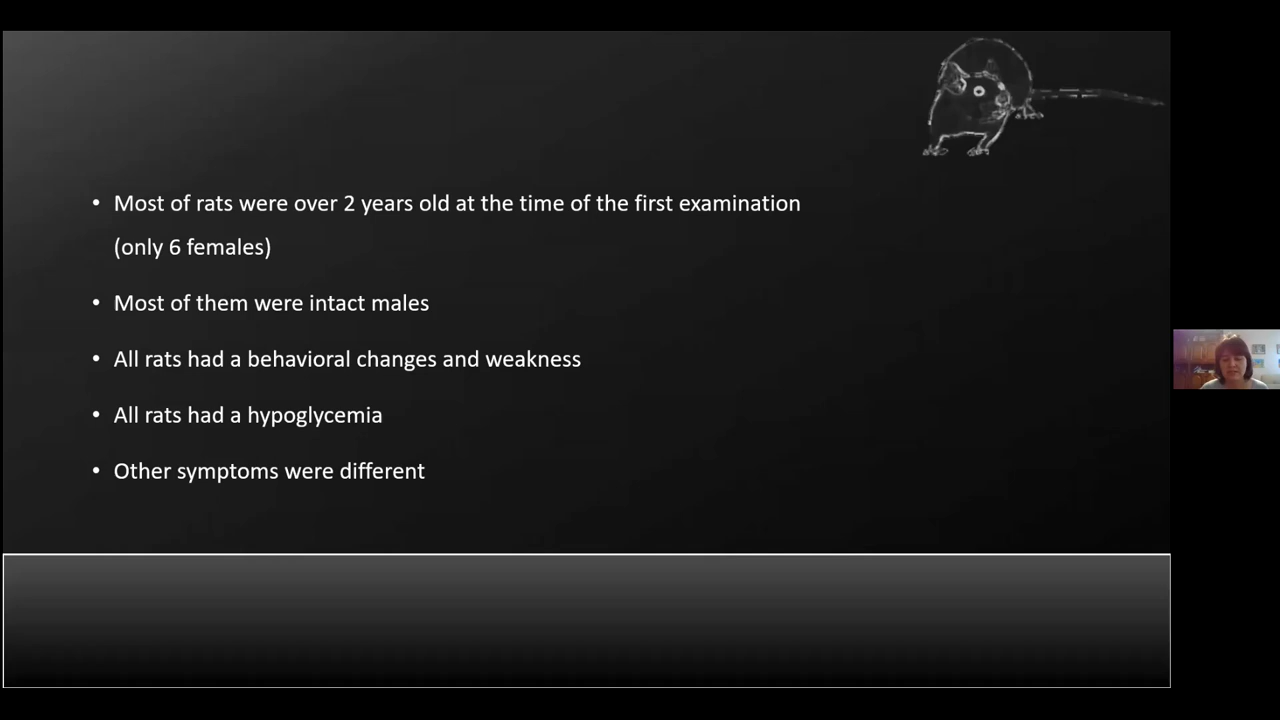 • Most of rats were over 2 years old at the time of the first examination
(only 6 females)
• Most of them were intact males
• All rats had a behavioral changes and weakness
• All rats had a hypoglycemia
• Other symptoms were different